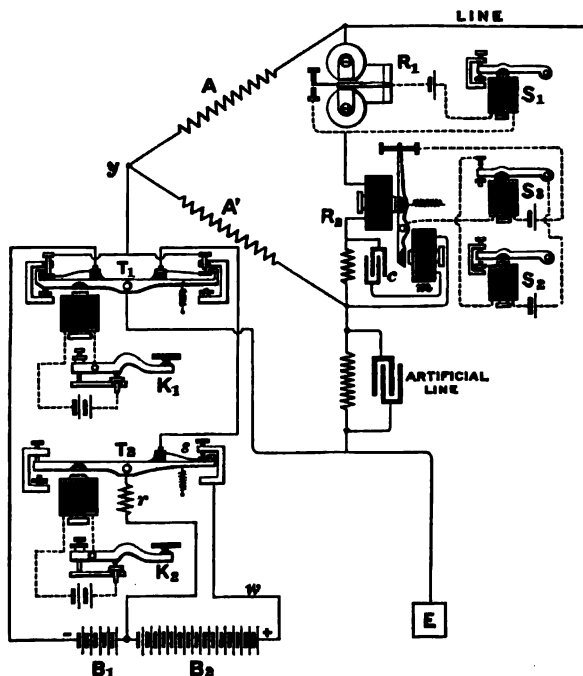 LINE
A
R1
S1
y
A'
R2
S3
S2
C
T1
K1
ARTIFICIAL
LINE
T2
s
r
K2
w
- +
B1 B2
E